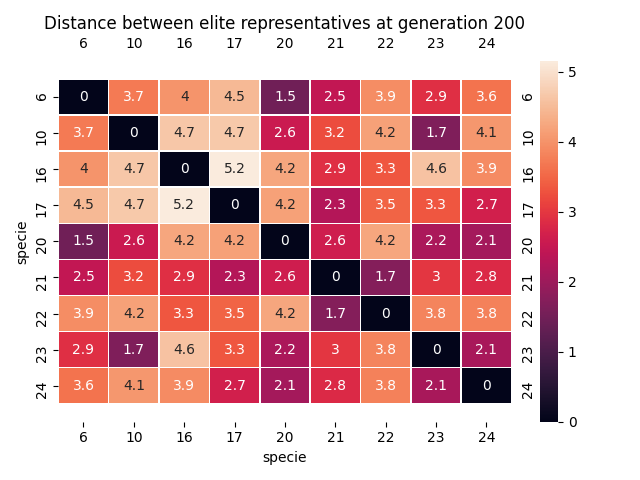 Distance between elite representatives at generation 200
6 10 16 17 20 21 22 23 24
6 0 3.7 4 4.5 1.5 2.5 3.9 2.9 3.6 6
10 3.7 0 4.7 4.7 2.6 3.2 4.2 1.7 4.1 10
16 4 4.7 0 5.2 4.2 2.9 3.3 4.6 3.9 16
17 4.5 4.7 5.2 0 4.2 2.3 3.5 3.3 2.7 17
20 1.5 2.6 4.2 4.2 0 2.6 4.2 2.2 2.1 20
21 2.5 3.2 2.9 2.3 2.6 0 1.7 3 2.8 21
22 3.9 4.2 3.3 3.5 4.2 1.7 0 3.8 3.8 22
23 2.9 1.7 4.6 3.3 2.2 3 3.8 0 2.1 23
24 3.6 4.1 3.9 2.7 2.1 2.8 3.8 2.1 0 24
6 10 16 17 20 21 22 23 24
specie
specie
5
4
3
2
1
0